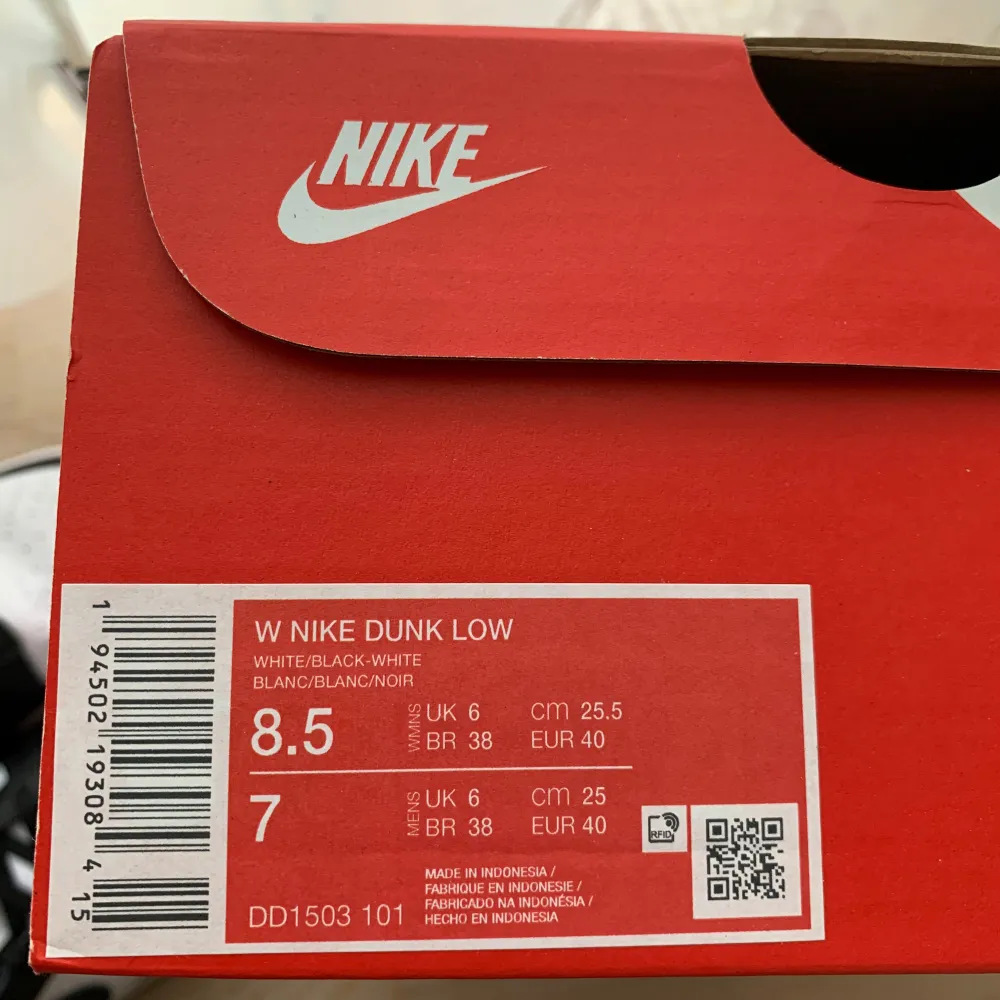 NIKE
W NIKE DUNK LOW
WHITE/BLACK-WHITE
BLANC/BLANC/NOIR
8.5 WMNS UK 6 CM 25.5
BR 38 EUR 40
7 MENS UK 6 CM 25
BR 38 EUR 40
RFID
MADE IN INDONESIA /
FABRIQUE EN INDONESIE /
FABRICADO NA INDONÉSIA /
HECHO EN INDONESIA
DD1503 101
1 94502 19308 4 15